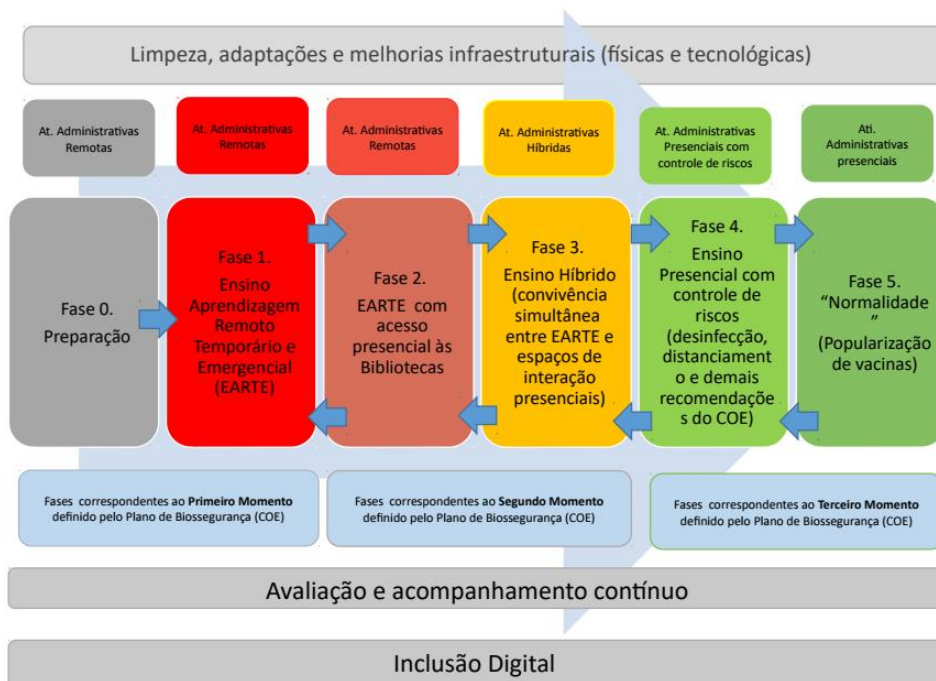 Limpeza, adaptações e melhorias infraestruturais (físicas e tecnológicas)
At. Administrativas
Remotas
At. Administrativas
Remotas
At. Administrativas
Remotas
At. Administrativas
Híbridas
At. Administrativas
Presenciais com
controle de riscos
Ati.
Administrativas
presenciais
Fase 0.
Preparação
Fase 1.
Ensino
Aprendizagem
Remoto
Temporário e
Emergencial
(EARTE)
Fase 2.
EARTE com
acesso
presencial às
Bibliotecas
Fase 3.
Ensino Híbrido
(convivência
simultânea
entre EARTE e
espaços de
interação
presenciais)
Fase 4.
Ensino
Presencial com
controle de
riscos
(desinfecção,
distanciament
o e demais
recomendaçõe
s do COE)
Fase 5.
“Normalidade
”
(Popularização
de vacinas)
Fases correspondentes ao Primeiro Momento
definido pelo Plano de Biossegurança (COE)
Fases correspondentes ao Segundo Momento
definido pelo Plano de Biossegurança (COE)
Fases correspondentes ao Terceiro Momento
definido pelo Plano de Biossegurança (COE)
Avaliação e acompanhamento contínuo
Inclusão Digital